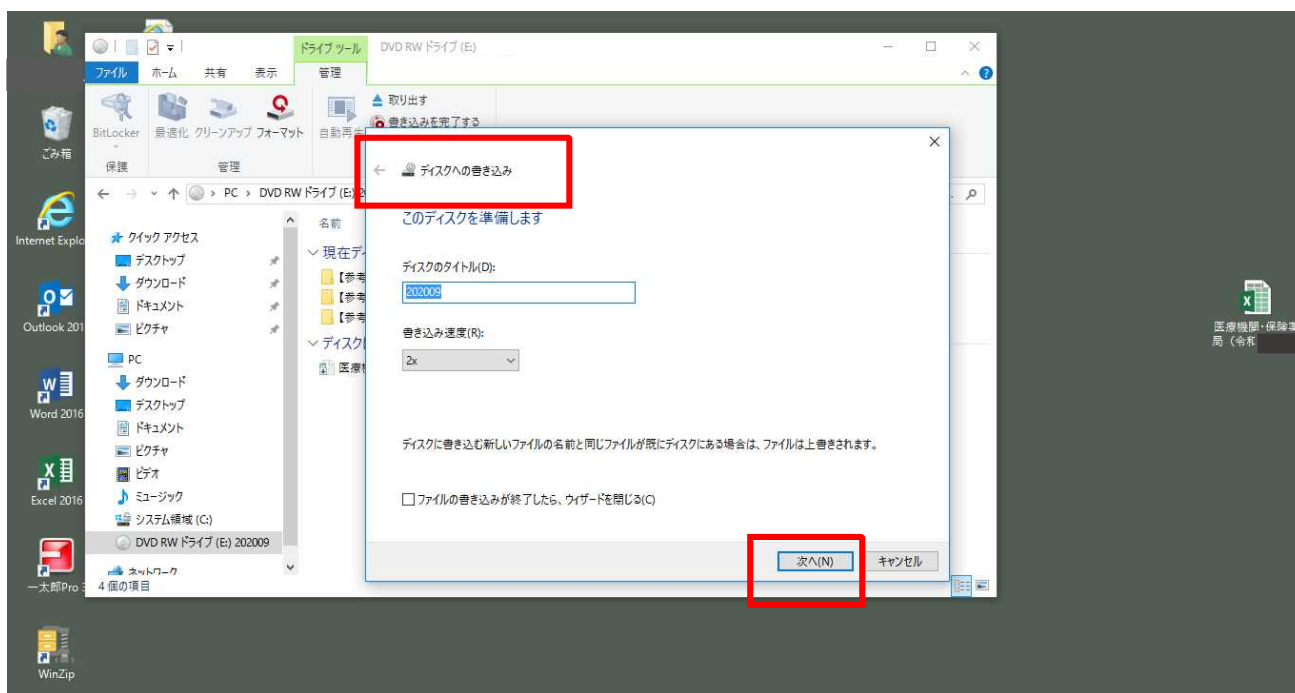 ドライブ ツール
DVD RW ドライブ (E:)
ファイル
ホーム
共有
表示
管理
取り出す
書き込みを完了する
BitLocker
最適化
クリーンアップ
フォーマット
自動再生
保護
管理
PC > DVD RW ドライブ (E:)
クイック アクセス
デスクトップ
ダウンロード
ドキュメント
ピクチャ
PC
ダウンロード
デスクトップ
ドキュメント
ピクチャ
ビデオ
ミュージック
システム領域 (C:)
DVD RW ドライブ (E:) 202009
ネットワーク
4 個の項目
名前
現在デ
【参考
【参考
【参考
ディスク
医療
ディスクへの書き込み
このディスクを準備します
ディスクのタイトル(D):
202009
書き込み速度(R):
2x
ディスクに書き込む新しいファイルの名前と同じファイルが既にディスクにある場合は、ファイルは上書きされます。
ファイルの書き込みが終了したら、ウィザードを閉じる(C)
次へ(N)
キャンセル
ごみ箱
Internet Explo
Outlook 201
Word 2016
Excel 2016
一太郎Pro 3
WinZip
医療機関・保険
局（令和